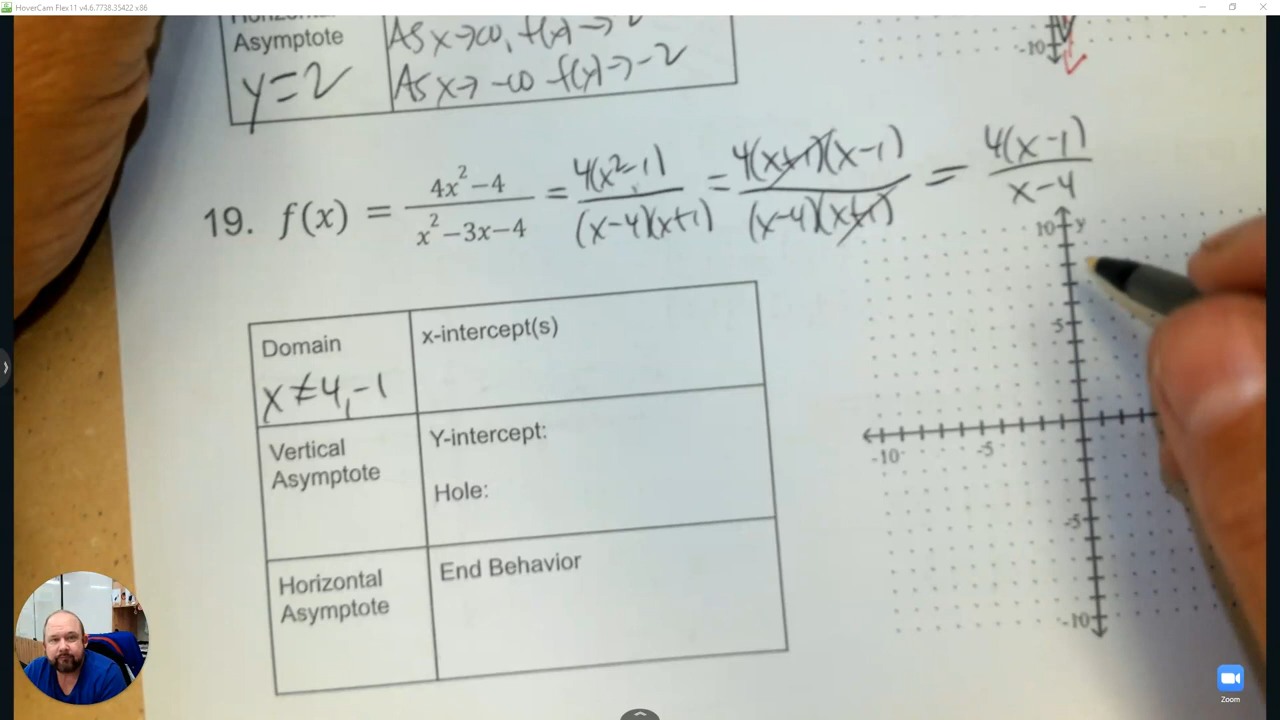 HoverCam Flex11 v4.6.7738.35422 x86
Horizontal
Asymptote
y=2
As x→∞, f(x)→2
As x→ -∞ f(x)→-2
-10
19. f(x) = 4x²-4 / x²-3x-4 = 4(x²-1) / (x-4)(x+1) = 4(x+1)(x-1) / (x-4)(x+1) = 4(x-1) / x-4
Domain
x≠4,-1
x-intercept(s)
Vertical
Asymptote
Y-intercept:
Hole:
Horizontal
Asymptote
End Behavior
10 y
5
-10 -5
-5
-10
Zoom